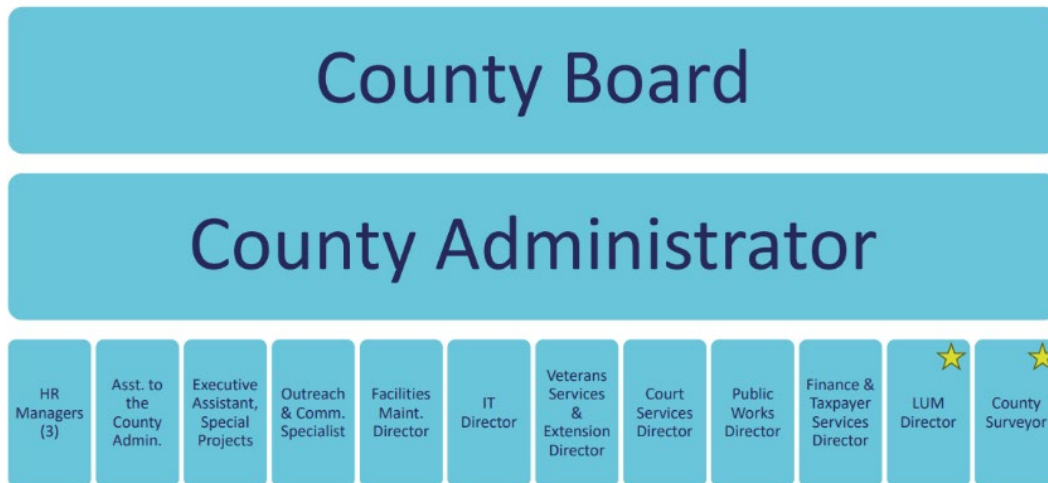 County Board
County Administrator
HR
Managers
(3)
Asst. to
the
County
Admin.
Executive
Assistant,
Special
Projects
Outreach
& Comm.
Specialist
Facilities
Maint.
Director
IT
Director
Veterans
Services
&
Extension
Director
Court
Services
Director
Public
Works
Director
Finance &
Taxpayer
Services
Director
LUM
Director
County
Surveyor